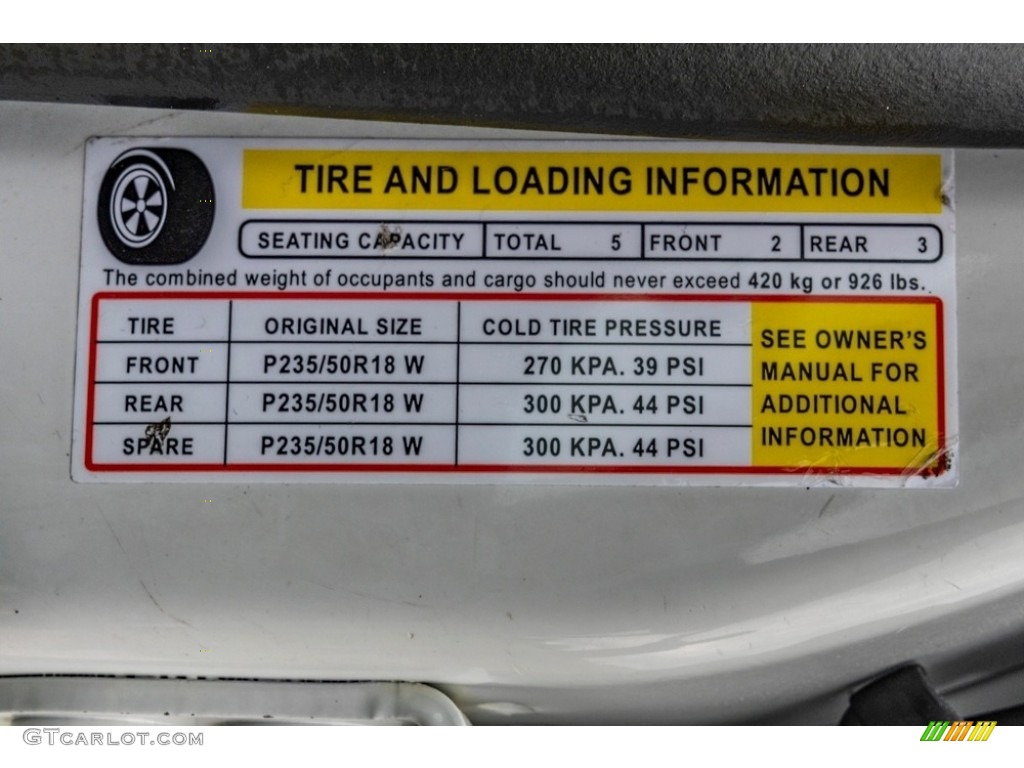 TIRE AND LOADING INFORMATION
SEATING CAPACITY TOTAL 5 FRONT 2 REAR 3
The combined weight of occupants and cargo should never exceed 420 kg or 926 lbs.
TIRE ORIGINAL SIZE COLD TIRE PRESSURE
FRONT P235/50R18 W 270 KPA. 39 PSI
REAR P235/50R18 W 300 KPA. 44 PSI
SPARE P235/50R18 W 300 KPA. 44 PSI
SEE OWNER'S
MANUAL FOR
ADDITIONAL
INFORMATION
GTCARLOT.COM